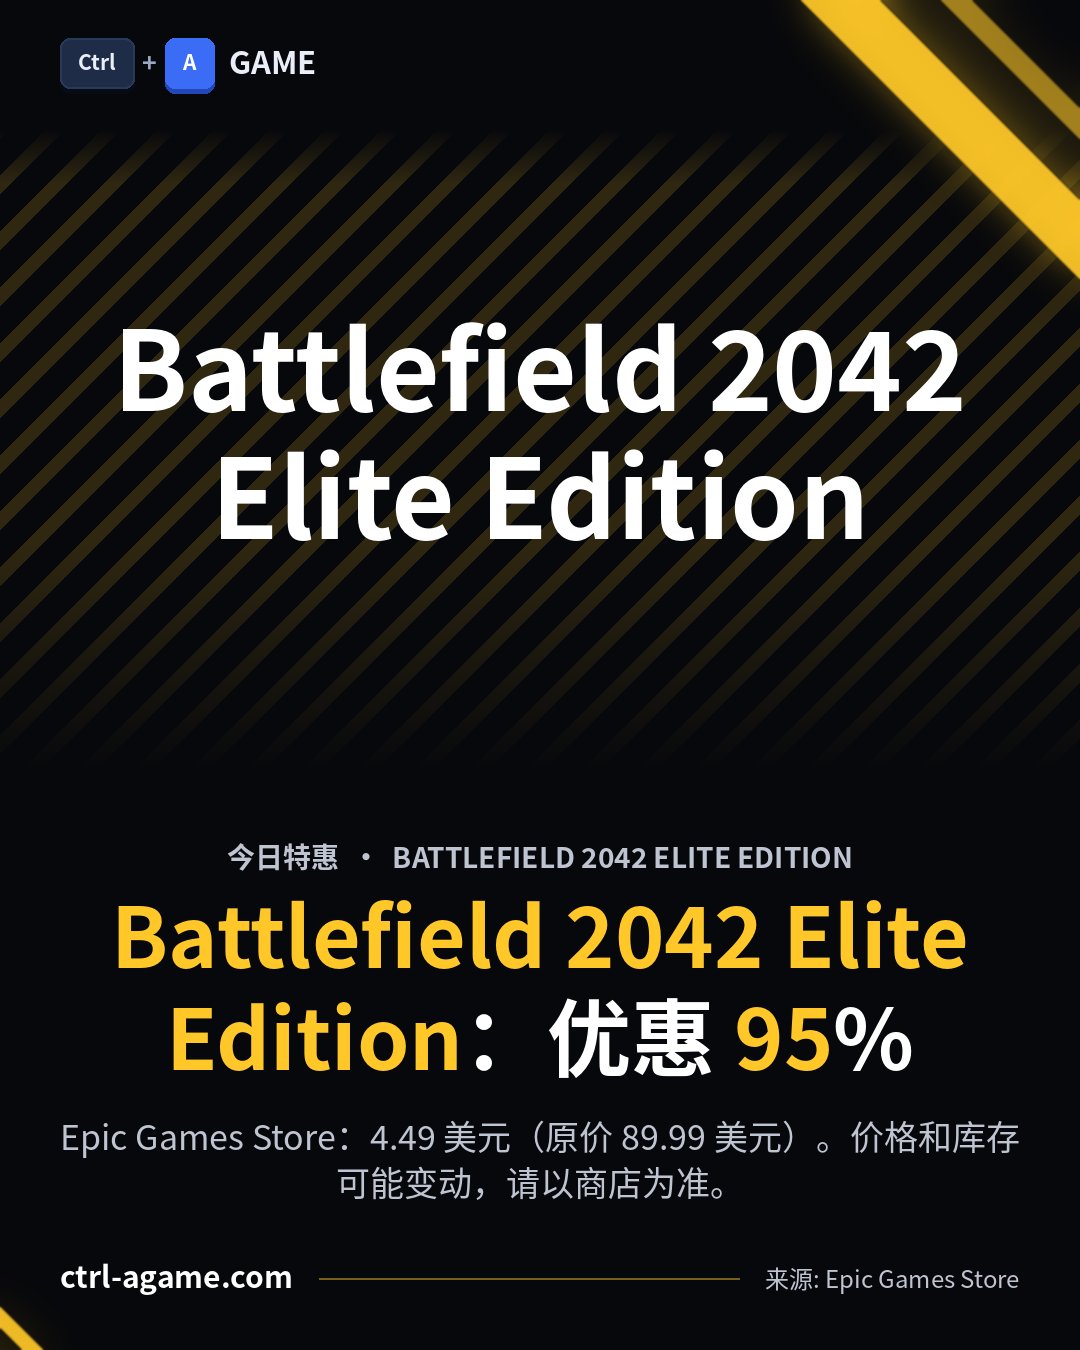 Ctrl + A GAME
Battlefield 2042
Elite Edition
今日特惠 • BATTLEFIELD 2042 ELITE EDITION
Battlefield 2042 Elite
Edition：优惠 95%
Epic Games Store：4.49 美元（原价 89.99 美元）。价格和库存
可能变动，请以商店为准。
ctrl-agame.com
来源: Epic Games Store